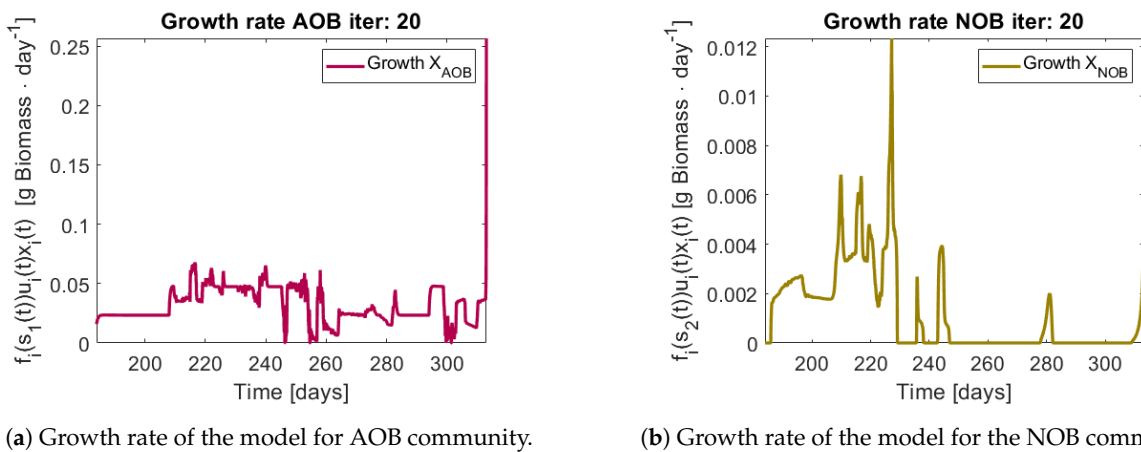 Growth rate AOB iter: 20
Growth X_AOB
0.25
0.2
0.15
0.1
0.05
0
200 220 240 260 280 300
Time [days]
f_i(s_1(t))u_i(t)x_i(t) [g Biomass · day^-1]
(a) Growth rate of the model for AOB community.
Growth rate NOB iter: 20
Growth X_NOB
0.012
0.01
0.008
0.006
0.004
0.002
0
200 220 240 260 280 300
Time [days]
f_i(s_2(t))u_i(t)x_i(t) [g Biomass · day^-1]
(b) Growth rate of the model for the NOB comm